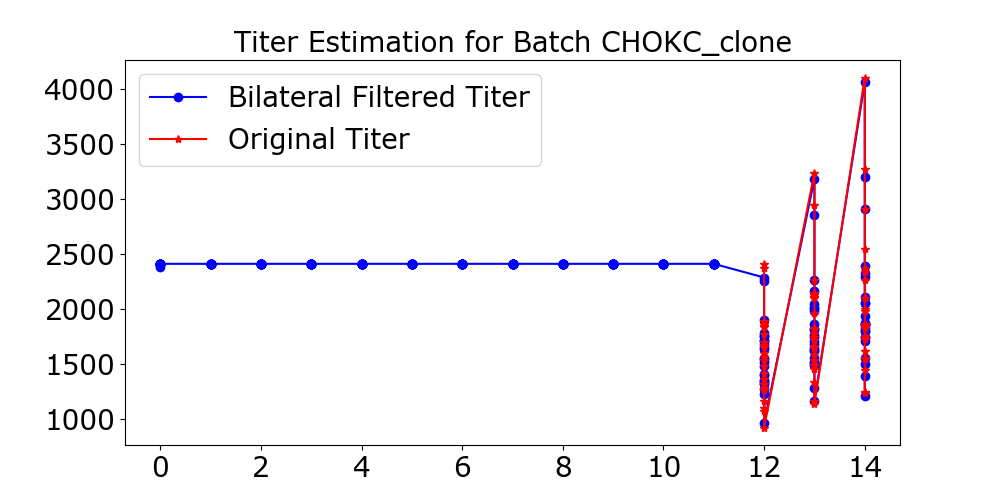 Titer Estimation for Batch CHOKC_clone
Bilateral Filtered Titer
Original Titer
4000
3500
3000
2500
2000
1500
1000
0 2 4 6 8 10 12 14